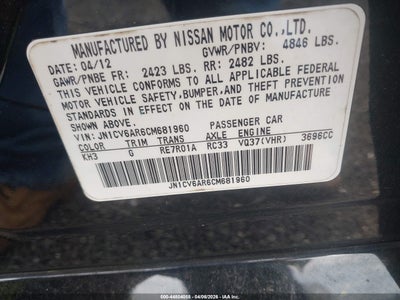 MANUFACTURED BY NISSAN MOTOR CO.,LTD.
DATE: 04/12 GVWR/PNBV: 4846 LBS.
GAWR/PNBE FR: 2423 LBS. RR: 2482 LBS.
THIS VEHICLE CONFORMS TO ALL APPLICABLE FEDERAL
MOTOR VEHICLE SAFETY,BUMPER,AND THEFT PREVENTION
STANDARDS IN EFFECT ON THE DATE OF MANUFACTURE
SHOWN ABOVE.
VIN: JN1CV6AR6CM681960 PASSENGER CAR
COLOR TRIM TRANS AXLE ENGINE
KH3 G RE7R01A RC33 VQ37(VHR) 3696CC
JN1CV6AR6CM681960